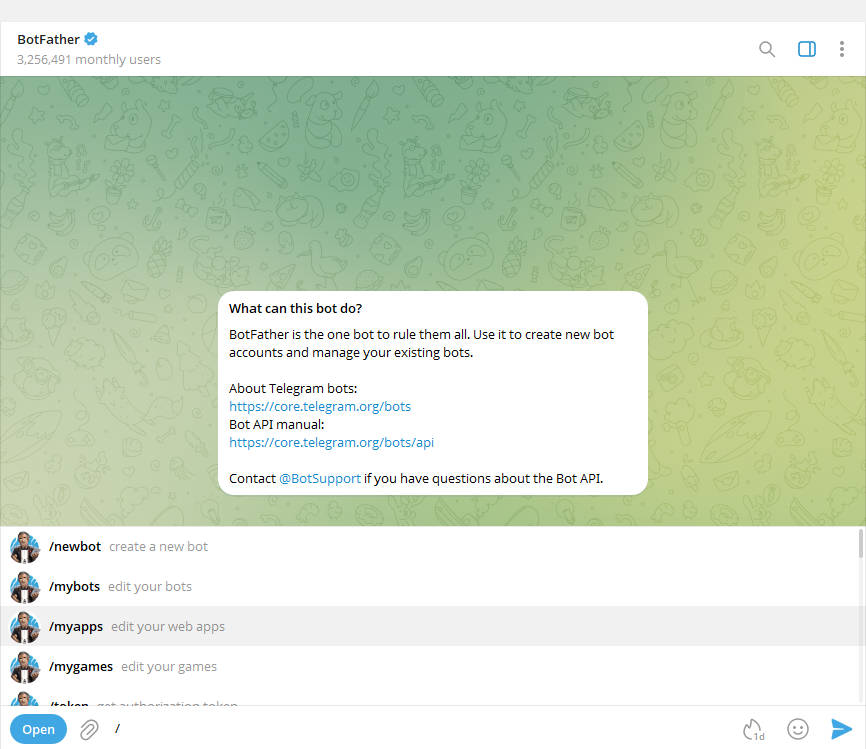 BotFather
3,256,491 monthly users
What can this bot do?
BotFather is the one bot to rule them all. Use it to create new bot
accounts and manage your existing bots.
About Telegram bots:
https://core.telegram.org/bots
Bot API manual:
https://core.telegram.org/bots/api
Contact @BotSupport if you have questions about the Bot API.
/newbot create a new bot
/mybots edit your bots
/myapps edit your web apps
/mygames edit your games
/token get authorization token
Open / 1d